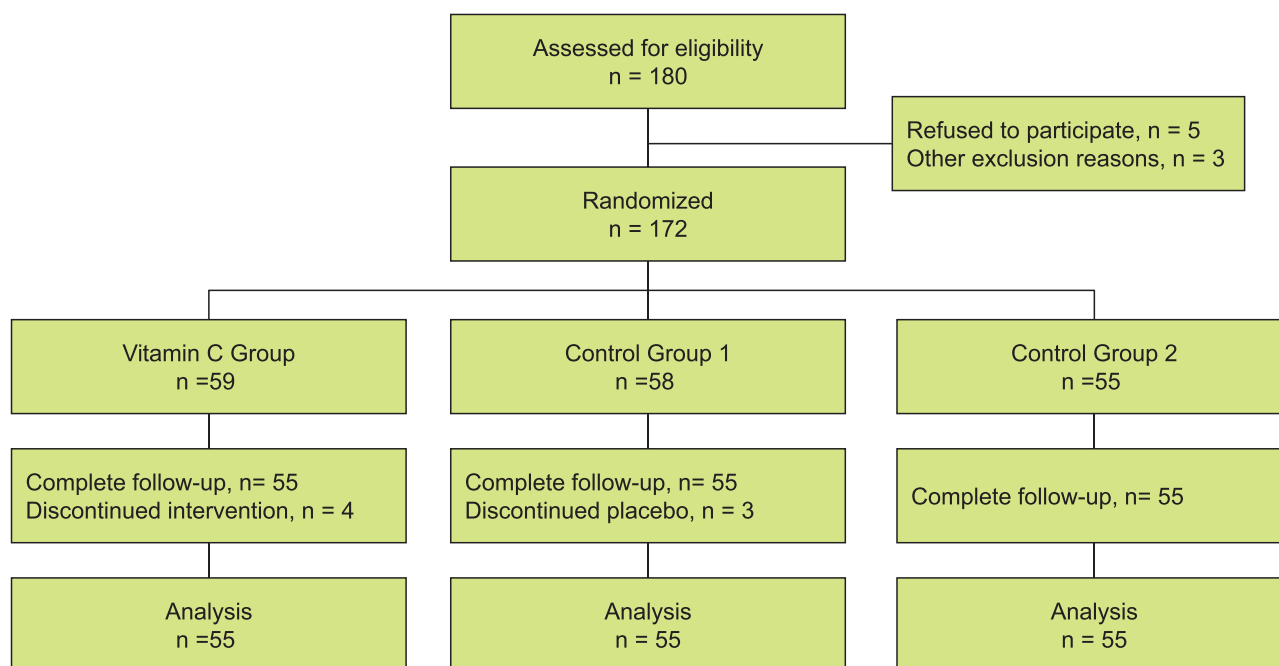 Assessed for eligibility
n = 180
Refused to participate, n = 5
Other exclusion reasons, n = 3
Randomized
n = 172
Vitamin C Group
n =59
Control Group 1
n =58
Control Group 2
n =55
Complete follow-up, n= 55
Discontinued intervention, n = 4
Complete follow-up, n= 55
Discontinued placebo, n = 3
Complete follow-up, n= 55
Analysis
n =55
Analysis
n = 55
Analysis
n = 55